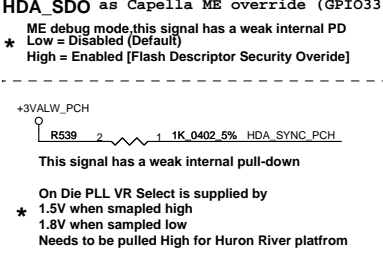 HDA_SDO as Capella ME override (GPIO33
ME debug mode,this signal has a weak internal PD
* Low = Disabled (Default)
High = Enabled [Flash Descriptor Security Overide]
+3VALW_PCH
R539 2 1 1K_0402_5% HDA_SYNC_PCH
This signal has a weak internal pull-down
On Die PLL VR Select is supplied by
* 1.5V when smapled high
1.8V when sampled low
Needs to be pulled High for Huron River platfrom